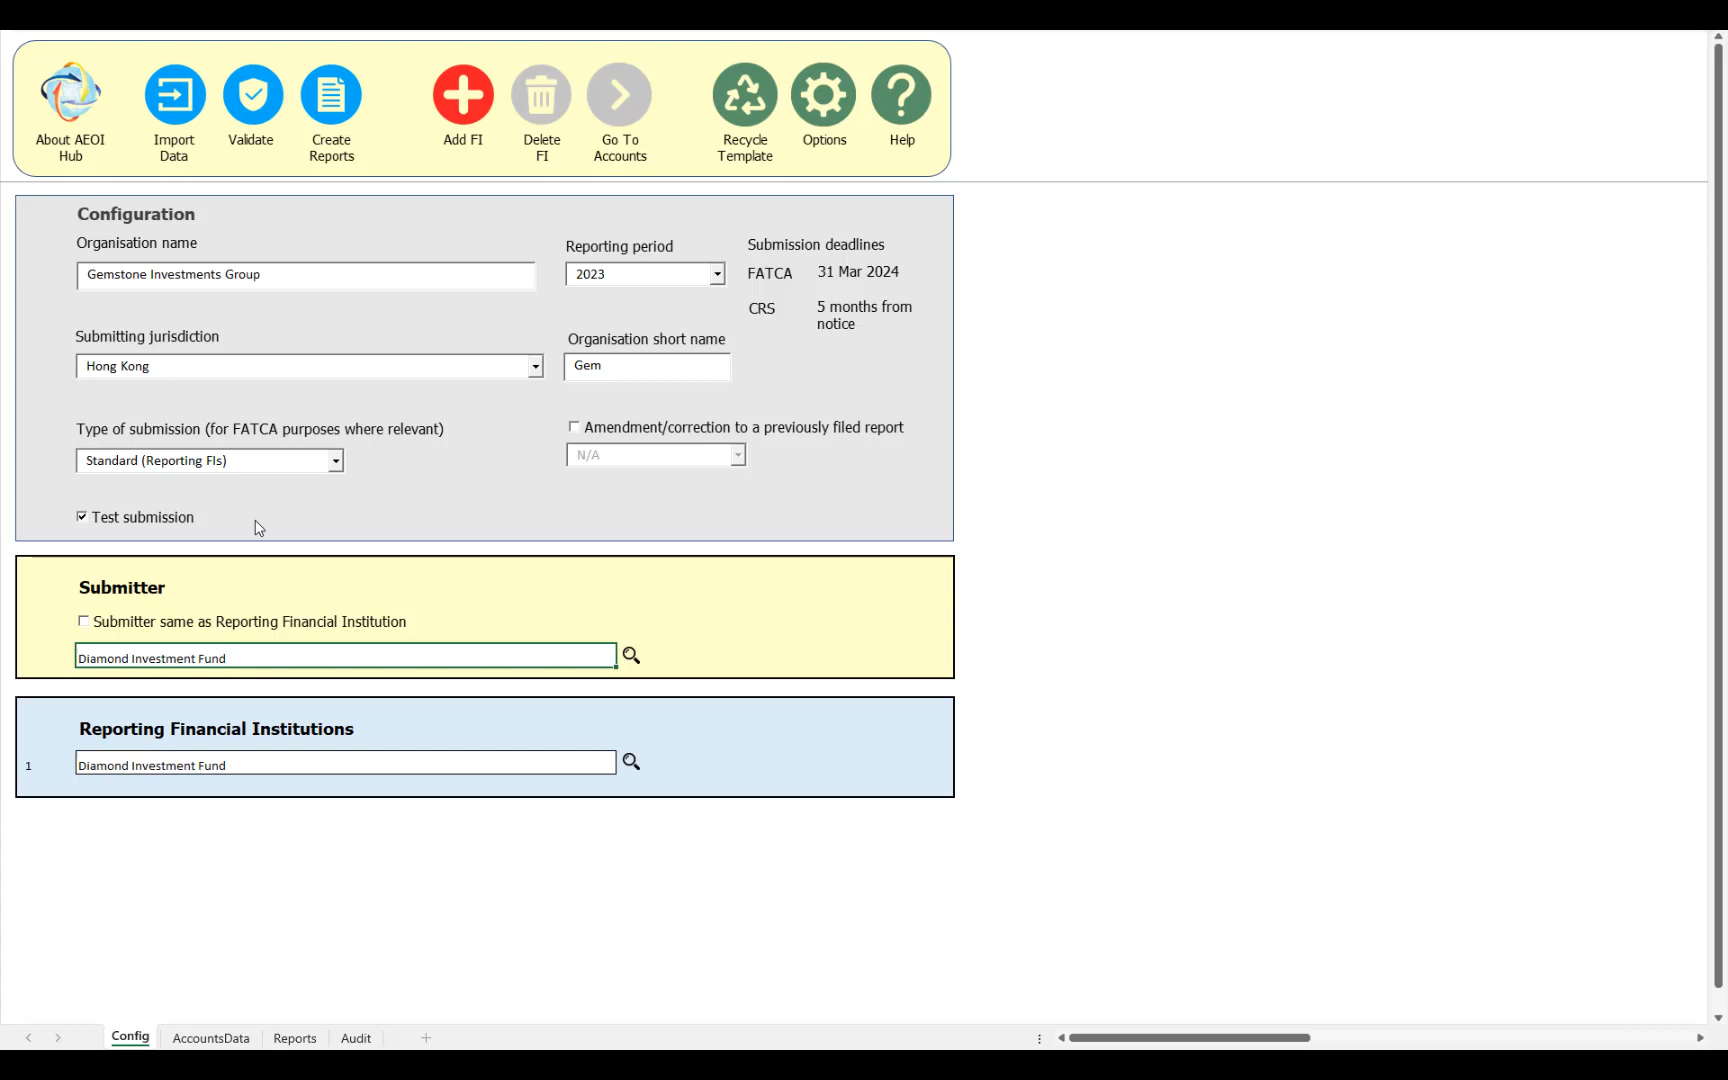 About AEOI
Hub
Import
Data
Validate
Create
Reports
Add FI
Delete
FI
Go To
Accounts
Recycle
Template
Options
Help
Configuration
Organisation name
Gemstone Investments Group
Reporting period
2023
Submission deadlines
FATCA 31 Mar 2024
CRS 5 months from
notice
Submitting jurisdiction
Hong Kong
Organisation short name
Gem
Type of submission (for FATCA purposes where relevant)
Standard (Reporting FIs)
Amendment/correction to a previously filed report
N/A
Test submission
Submitter
Submitter same as Reporting Financial Institution
Diamond Investment Fund
Reporting Financial Institutions
1 Diamond Investment Fund
Config AccountsData Reports Audit